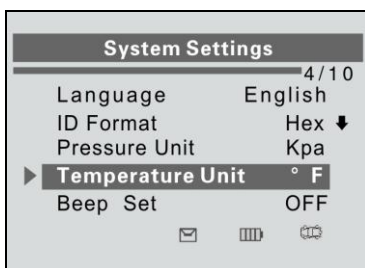 System Settings
4/10
Language English
ID Format Hex
Pressure Unit Kpa
Temperature Unit ° F
Beep Set OFF